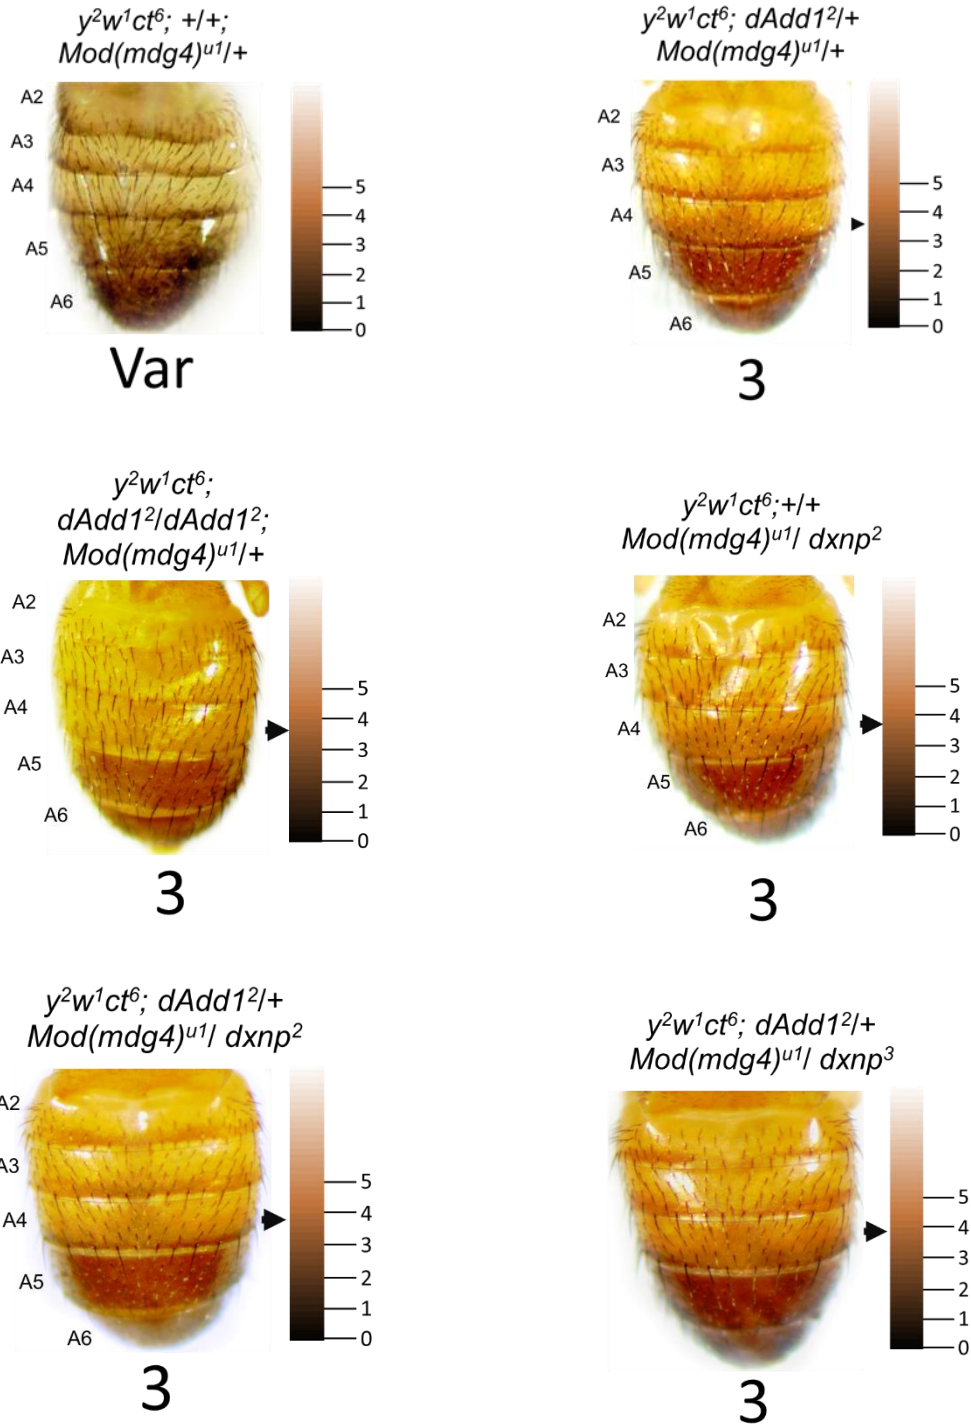 y²w¹ct⁶; +/+;
Mod(mdg4)ᵘ¹/+
A2
A3
A4
A5
A6
5
4
3
2
1
0
Var
y²w¹ct⁶; dAdd1²/+
Mod(mdg4)ᵘ¹/+
A2
A3
A4
A5
A6
5
4
3
2
1
0
3
y²w¹ct⁶;
dAdd1²/dAdd1²;
Mod(mdg4)ᵘ¹/+
A2
A3
A4
A5
A6
5
4
3
2
1
0
3
y²w¹ct⁶;+/+
Mod(mdg4)ᵘ¹/ dxnp²
A2
A3
A4
A5
A6
5
4
3
2
1
0
3
y²w¹ct⁶; dAdd1²/+
Mod(mdg4)ᵘ¹/ dxnp²
A2
A3
A4
A5
A6
5
4
3
2
1
0
3
y²w¹ct⁶; dAdd1²/+
Mod(mdg4)ᵘ¹/ dxnp³
5
4
3
2
1
0
3